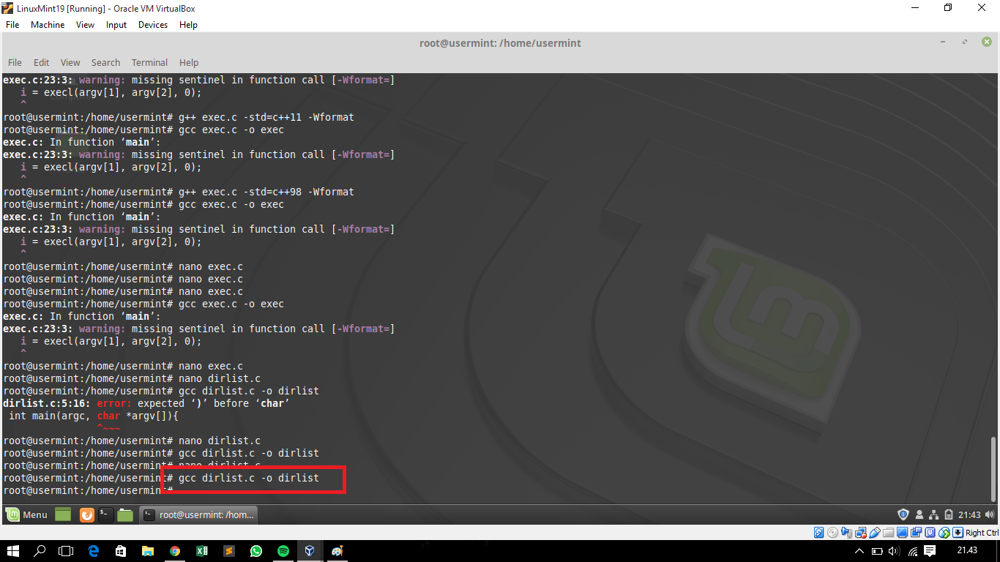 LinuxMint19 [Running] - Oracle VM VirtualBox
File Machine View Input Devices Help
root@usermint: /home/usermint
File Edit View Search Terminal Help
exec.c:23:3: warning: missing sentinel in function call [-Wformat=]
i = execl(argv[1], argv[2], 0);
^
root@usermint:/home/usermint# g++ exec.c -std=c++11 -Wformat
root@usermint:/home/usermint# gcc exec.c -o exec
exec.c: In function ‘main’:
exec.c:23:3: warning: missing sentinel in function call [-Wformat=]
i = execl(argv[1], argv[2], 0);
^
root@usermint:/home/usermint# g++ exec.c -std=c++98 -Wformat
root@usermint:/home/usermint# gcc exec.c -o exec
exec.c: In function ‘main’:
exec.c:23:3: warning: missing sentinel in function call [-Wformat=]
i = execl(argv[1], argv[2], 0);
^
root@usermint:/home/usermint# nano exec.c
root@usermint:/home/usermint# nano exec.c
root@usermint:/home/usermint# nano exec.c
root@usermint:/home/usermint# gcc exec.c -o exec
exec.c: In function ‘main’:
exec.c:23:3: warning: missing sentinel in function call [-Wformat=]
i = execl(argv[1], argv[2], 0);
^
root@usermint:/home/usermint# nano exec.c
root@usermint:/home/usermint# nano dirlist.c
root@usermint:/home/usermint# gcc dirlist.c -o dirlist
dirlist.c:5:16: error: expected ‘)’ before ‘char’
int main(argc, char *argv[]){
^~~~
root@usermint:/home/usermint# nano dirlist.c
root@usermint:/home/usermint# gcc dirlist.c -o dirlist
root@usermint:/home/usermint# nano dirlist.c
root@usermint:/home/usermint# gcc dirlist.c -o dirlist
root@usermint:/home/usermint#
Menu root@usermint: /hom... 21:43
Right Ctrl
21.43